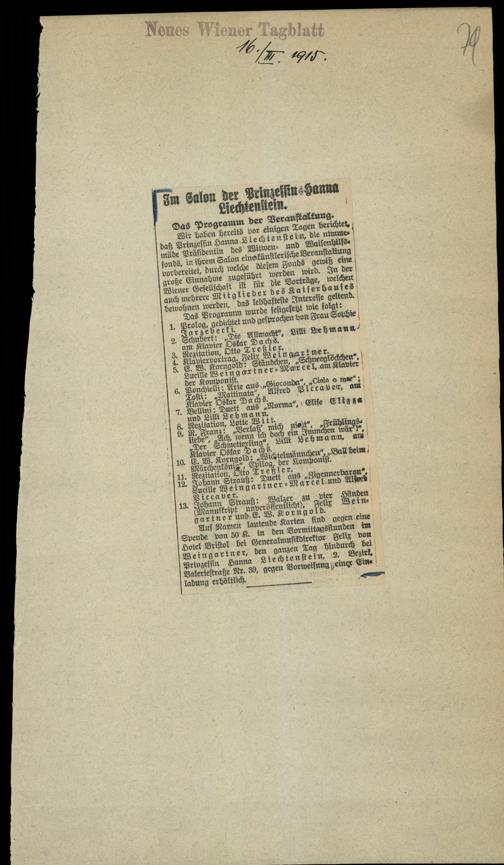 Neues Wiener Tagblatt
16./III. 1915.
79
Im Salon der Prinzessin Hanna
Liechtenstein.
Das Programm der Veranstaltung.
Wir haben bereits vor einigen Tagen berichtet,
daß Prinzessin Hanna Liechtenstein, die nimmer-
müde Präsidentin des Witwen- und Waisenhilfs-
fonds, in ihrem Salon eine künstlerische Veranstaltung
vorbereitet, durch welche diesem Fonds gewiß eine
große Einnahme zugeführt werden wird. In der
Wiener Gesellschaft ist für die Vorträge, welchen
auch mehrere Mitglieder des Kaiserhauses
beiwohnen werden, das lebhafteste Interesse geltend.
Das Programm wurde festgesetzt wie folgt:
1. Prolog, gedichtet und gesprochen von Frau Sophie
Jarzebecki.
2. Schubert: „Die Allmacht", Lilli Lehmann,
am Klavier Oskar Dachs.
3. Rezitation, Otto Treßler.
4. Klaviervortrag, Felix Weingartner.
5. E. W. Korngold: Ständchen, „Schneeglöckchen",
Lucille Weingartner-Marcel, am Klavier
der Komponist.
6. Ponchielli: Arie aus „Gioconda", „Cielo o mar";
Tosti: „Mattinata", Alfred Piccaver, am
Klavier Oskar Dachs.
7. Bellini: Duett aus „Norma", Elise Elizza
und Lilli Lehmann.
8. Rezitation, Lotte Witt.
9. R. Franz: „Verlaß' mich nicht", „Frühlings-
liebe", „Ach, wenn ich doch ein Immchen wär'!",
„Der Schmetterling", Lilli Lehmann, am
Klavier Oskar Dachs.
10. E. W. Korngold: „Wichtelmännchen", „Ball beim
Märchenkönig", Epilog, der Komponist.
11. Rezitation, Otto Treßler.
12. Johann Strauß: Duett aus „Zigeunerbaron",
Lucille Weingartner-Marcel und Alfred
Piccaver.
13. Johann Strauß: Walzer zu vier Händen
(Manuskript unveröffentlicht), Felix Wein-
gartner und E. W. Korngold.
Auf Namen lautende Karten sind gegen eine
Spende von 50 K. in den Vormittagsstunden im
Hotel Bristol bei Generalmusikdirektor Felix von
Weingartner, den ganzen Tag hindurch bei
Prinzessin Hanna Liechtenstein, 2. Bezirk,
Valeriestraße Nr. 39, gegen Vorweisung einer Ein-
ladung erhältlich.